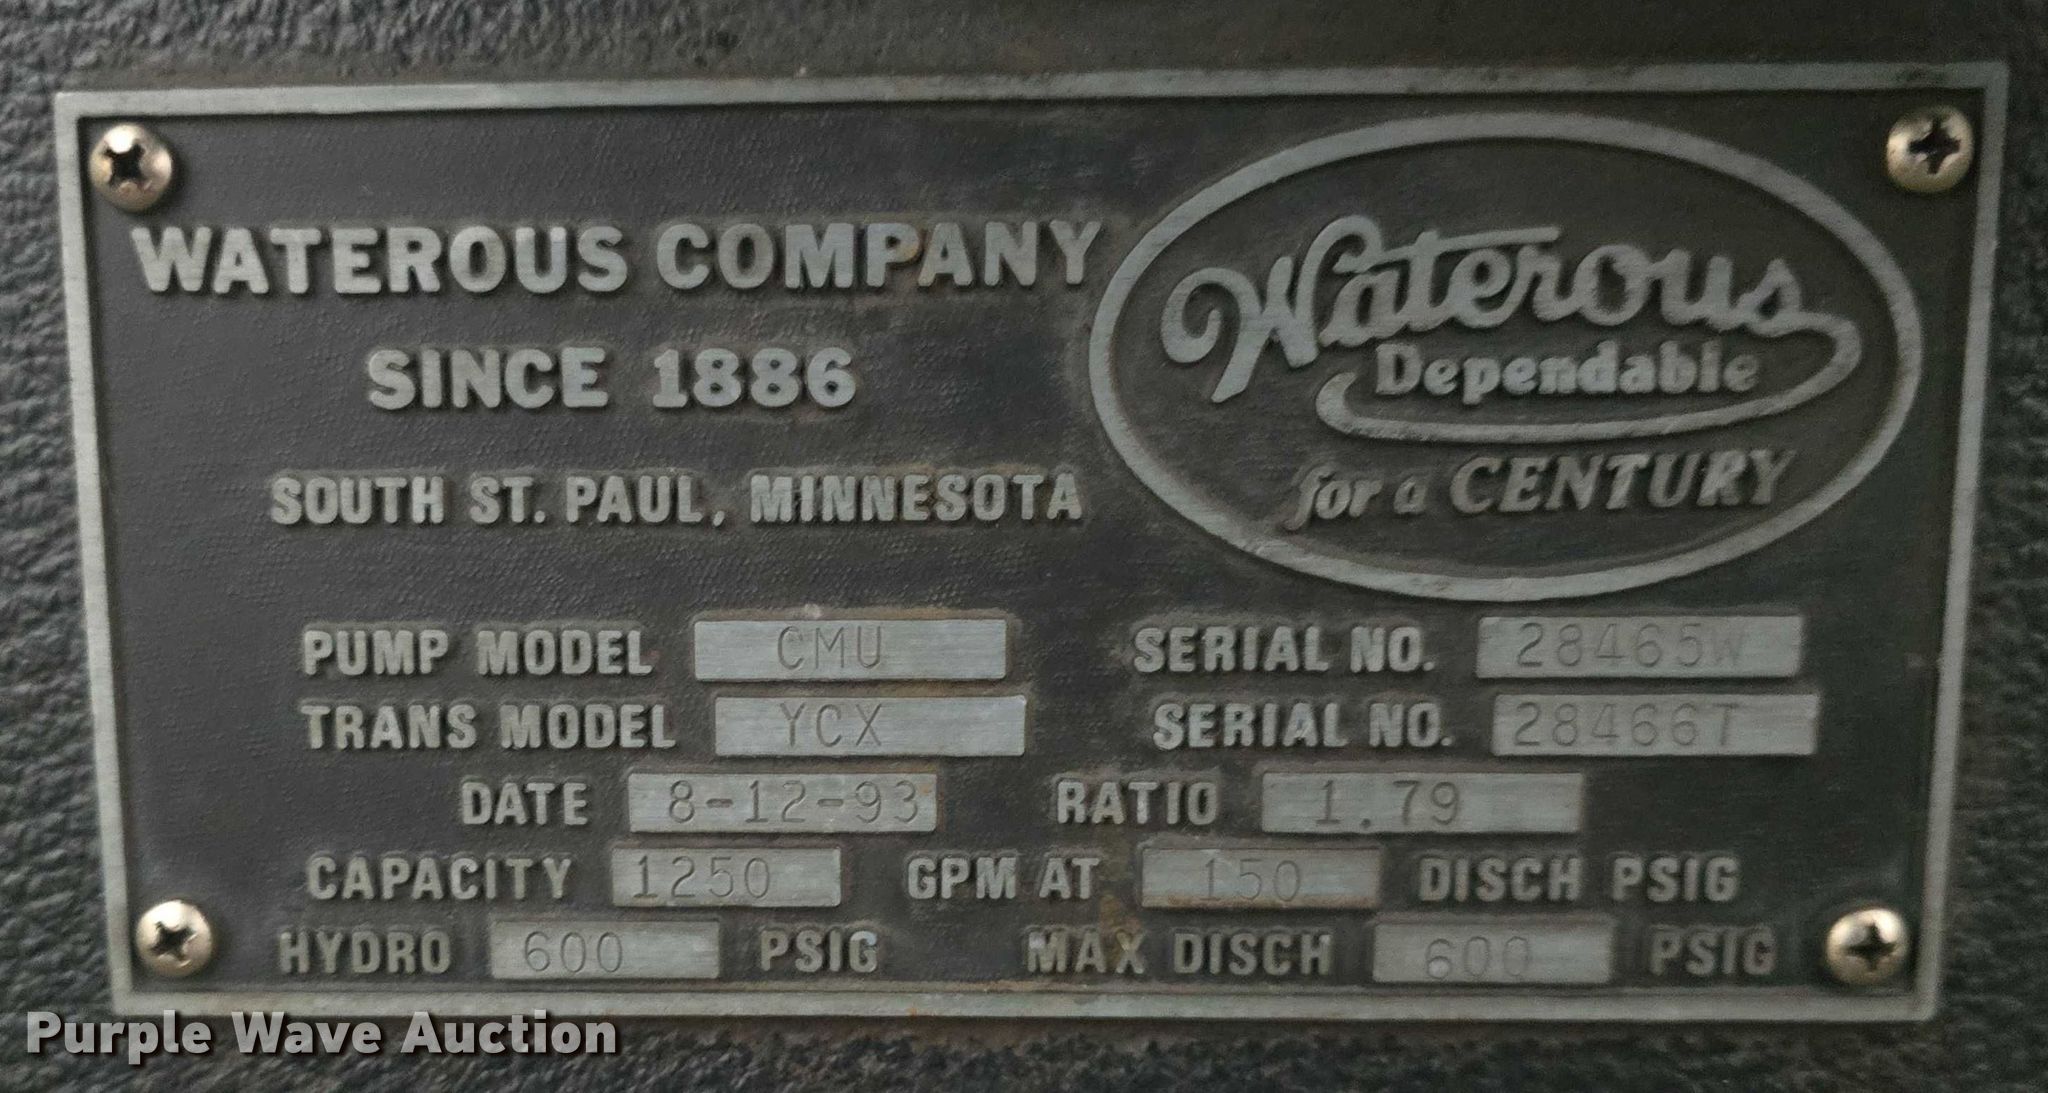 WATEROUS COMPANY
SINCE 1886
SOUTH ST. PAUL, MINNESOTA
Waterous
Dependable
for a CENTURY
PUMP MODEL CMU SERIAL NO. 28465W
TRANS MODEL YCX SERIAL NO. 28466T
DATE 8-12-93 RATIO 1.79
CAPACITY 1250 GPM AT 150 DISCH PSIG
HYDRO 600 PSIG MAX DISCH 600 PSIG
Purple Wave Auction